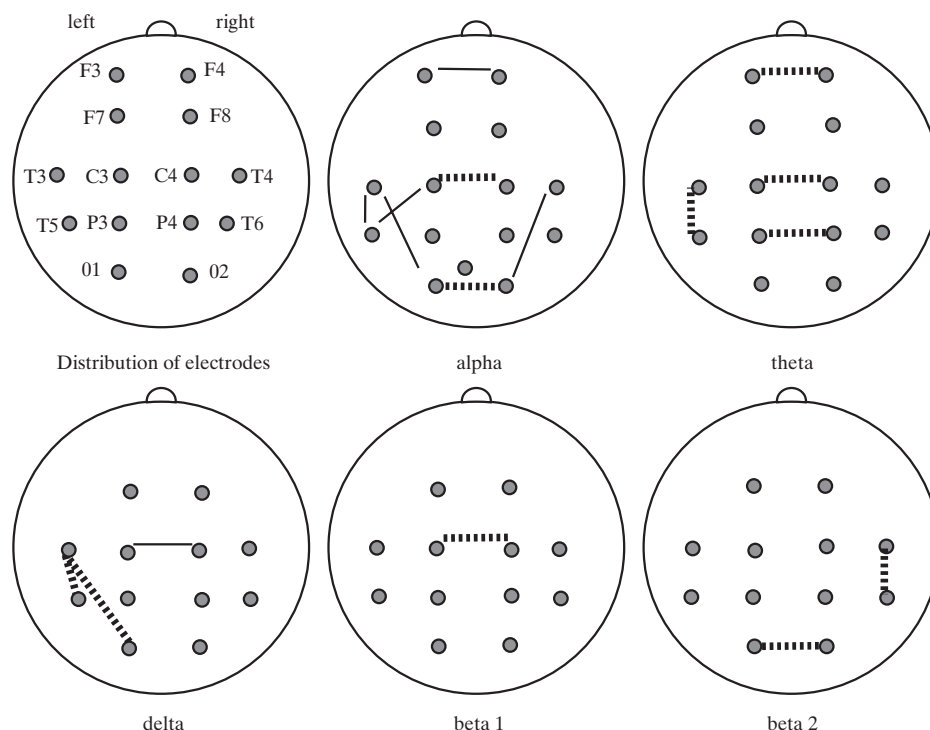 left right
F3 F4
F7 F8
T3 C3 C4 T4
T5 P3 P4 T6
01 02
Distribution of electrodes alpha theta
delta beta 1 beta 2